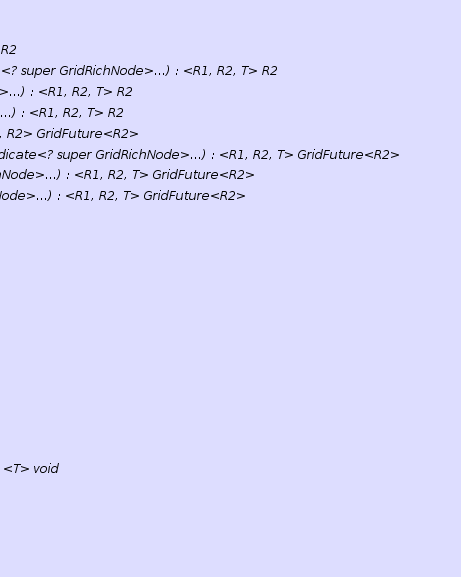 R2
<? super GridRichNode>...) : <R1, R2, T> R2
>...) : <R1, R2, T> R2
...) : <R1, R2, T> R2
, R2> GridFuture<R2>
dicate<? super GridRichNode>...) : <R1, R2, T> GridFuture<R2>
hNode>...) : <R1, R2, T> GridFuture<R2>
Node>...) : <R1, R2, T> GridFuture<R2>
<T> void